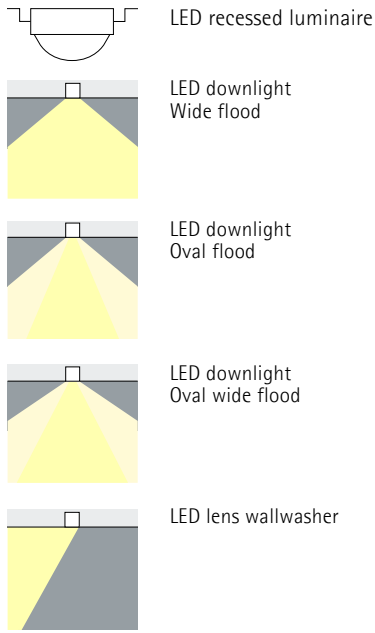 LED recessed luminaire
LED downlight
Wide flood
LED downlight
Oval flood
LED downlight
Oval wide flood
LED lens wallwasher